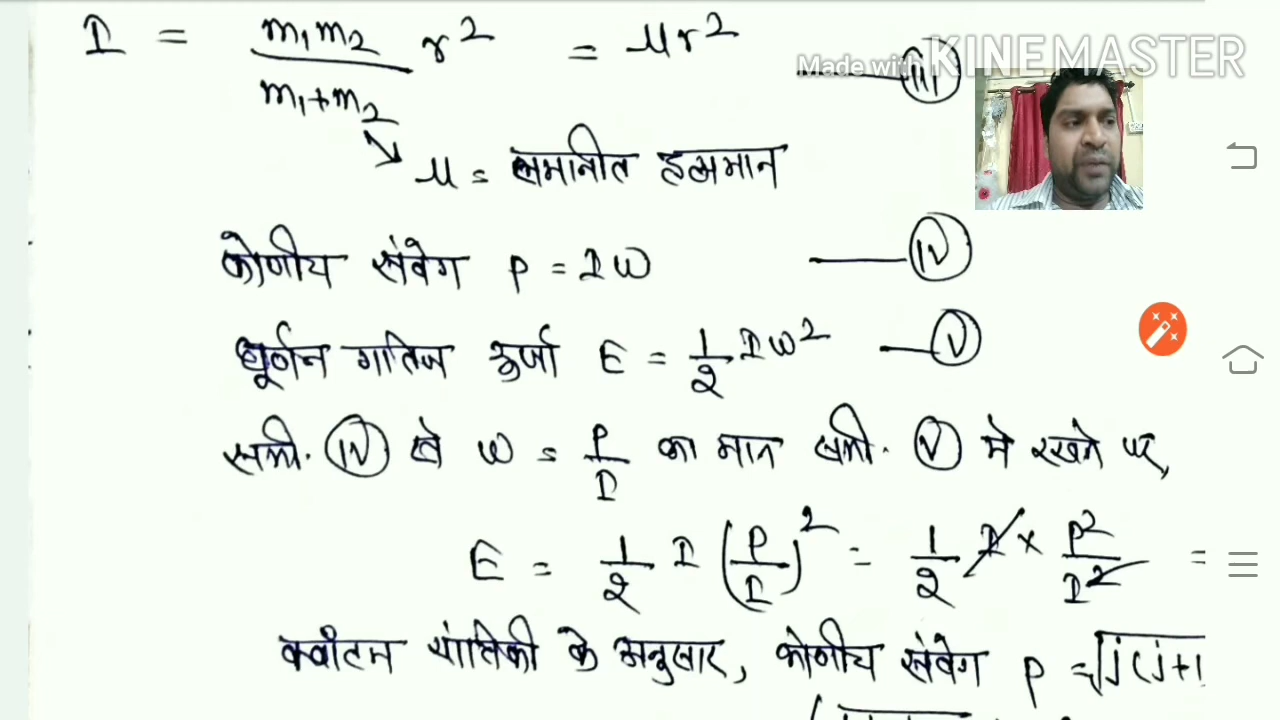 I = m₁m₂ / m₁+m₂ r² = μr² —— (III)
Made with KINEMASTER
μ = समानीत द्रव्यमान
कोणीय संवेग P = Iω —— (IV)
घूर्णन गतिज ऊर्जा E = 1/2 Iω² —— (V)
समी. (IV) से ω = P/I का मान समी. (V) मे रखने पर,
E = 1/2 I (P/I)² = 1/2 I × P²/I² =
क्वांटम यांत्रिकी के अनुसार, कोणीय संवेग P = √j(j+1